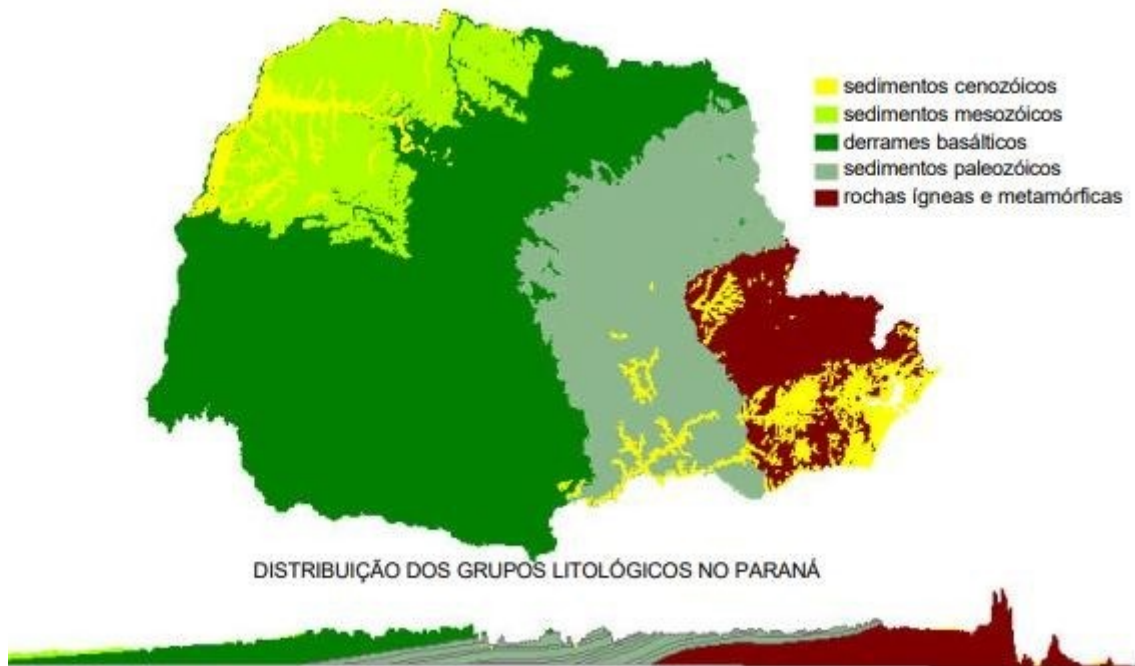 sedimentos cenozóicos
sedimentos mesozóicos
derrames basálticos
sedimentos paleozóicos
rochas ígneas e metamórficas
DISTRIBUIÇÃO DOS GRUPOS LITOLÓGICOS NO PARANÁ